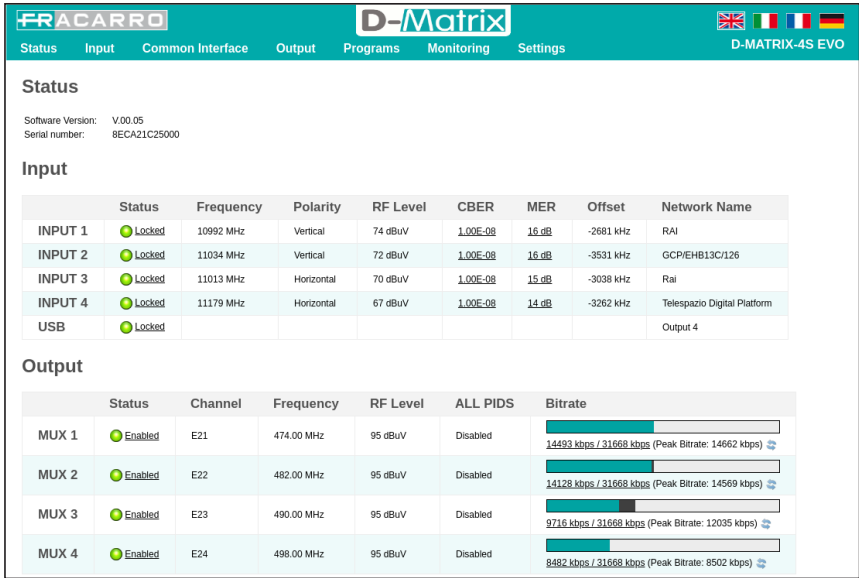 FRACARRO
D-Matrix
Status Input Common Interface Output Programs Monitoring Settings
D-MATRIX-4S EVO
Status
Software Version: V.00.05
Serial number: 8ECA21C25000
Input
Status Frequency Polarity RF Level CBER MER Offset Network Name
INPUT 1 Locked 10992 MHz Vertical 74 dBuV 1.00E-08 16 dB -2681 kHz RAI
INPUT 2 Locked 11034 MHz Vertical 72 dBuV 1.00E-08 16 dB -3531 kHz GCP/EHB13C/126
INPUT 3 Locked 11013 MHz Horizontal 70 dBuV 1.00E-08 15 dB -3038 kHz Rai
INPUT 4 Locked 11179 MHz Horizontal 67 dBuV 1.00E-08 14 dB -3262 kHz Telespazio Digital Platform
USB Locked Output 4
Output
Status Channel Frequency RF Level ALL PIDS Bitrate
MUX 1 Enabled E21 474.00 MHz 95 dBuV Disabled 14493 kbps / 31668 kbps (Peak Bitrate: 14662 kbps)
MUX 2 Enabled E22 482.00 MHz 95 dBuV Disabled 14128 kbps / 31668 kbps (Peak Bitrate: 14569 kbps)
MUX 3 Enabled E23 490.00 MHz 95 dBuV Disabled 9716 kbps / 31668 kbps (Peak Bitrate: 12035 kbps)
MUX 4 Enabled E24 498.00 MHz 95 dBuV Disabled 8482 kbps / 31668 kbps (Peak Bitrate: 8502 kbps)